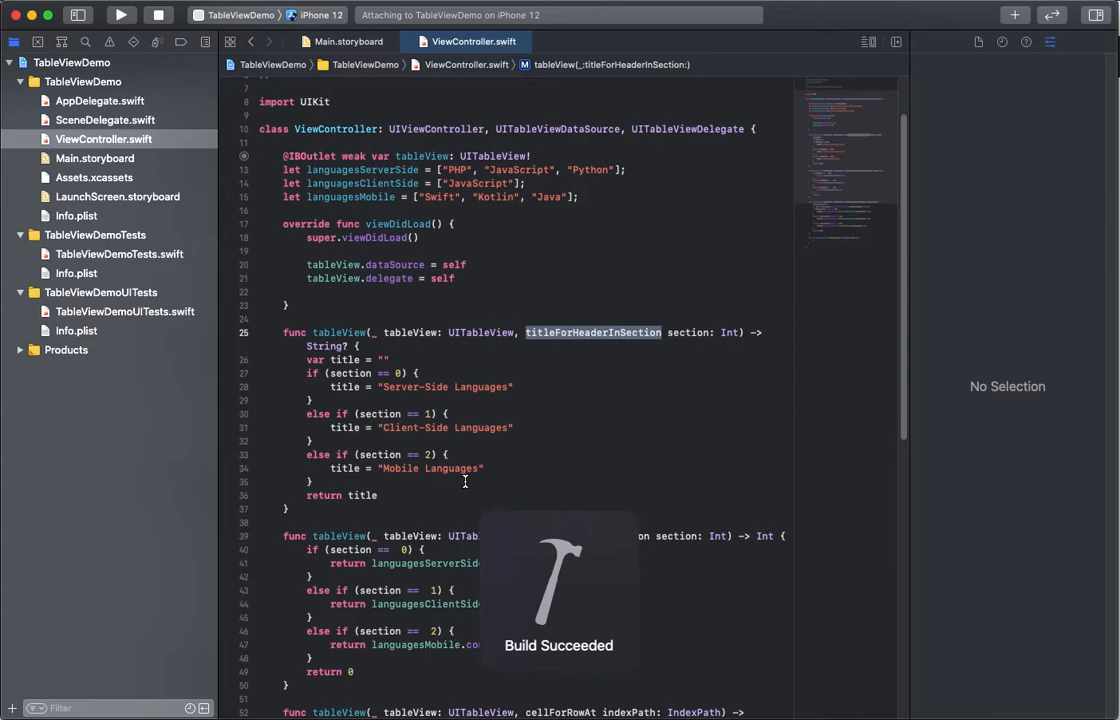 TableViewDemo
iPhone 12
Attaching to TableViewDemo on iPhone 12
Main.storyboard
ViewController.swift
TableViewDemo
TableViewDemo
ViewController.swift
M
tableView(_:titleForHeaderInSection:)
TableViewDemo
TableViewDemo
AppDelegate.swift
SceneDelegate.swift
ViewController.swift
Main.storyboard
Assets.xcassets
LaunchScreen.storyboard
Info.plist
TableViewDemoTests
TableViewDemoTests.swift
Info.plist
TableViewDemoUITests
TableViewDemoUITests.swift
Info.plist
Products
Filter
7
8 import UIKit
9
10 class ViewController: UIViewController, UITableViewDataSource, UITableViewDelegate {
11
@IBOutlet weak var tableView: UITableView!
13 let languagesServerSide = ["PHP", "JavaScript", "Python"];
14 let languagesClientSide = ["JavaScript"];
15 let languagesMobile = ["Swift", "Kotlin", "Java"];
16
17 override func viewDidLoad() {
18 super.viewDidLoad()
19
20 tableView.dataSource = self
21 tableView.delegate = self
22
23 }
24
25 func tableView(_ tableView: UITableView, titleForHeaderInSection section: Int) ->
String? {
26 var title = ""
27 if (section == 0) {
28 title = "Server-Side Languages"
29 }
30 else if (section == 1) {
31 title = "Client-Side Languages"
32 }
33 else if (section == 2) {
34 title = "Mobile Languages"
35 }
36 return title
37 }
38
39 func tableView(_ tableView: UITab on section: Int) -> Int {
40 if (section == 0) {
41 return languagesServerSid
42 }
43 else if (section == 1) {
44 return languagesClientSid
45 }
46 else if (section == 2) {
47 return languagesMobile.co
48 }
49 return 0
50 }
51
52 func tableView(_ tableView: UITableView, cellForRowAt indexPath: IndexPath) ->
Build Succeeded
No Selection